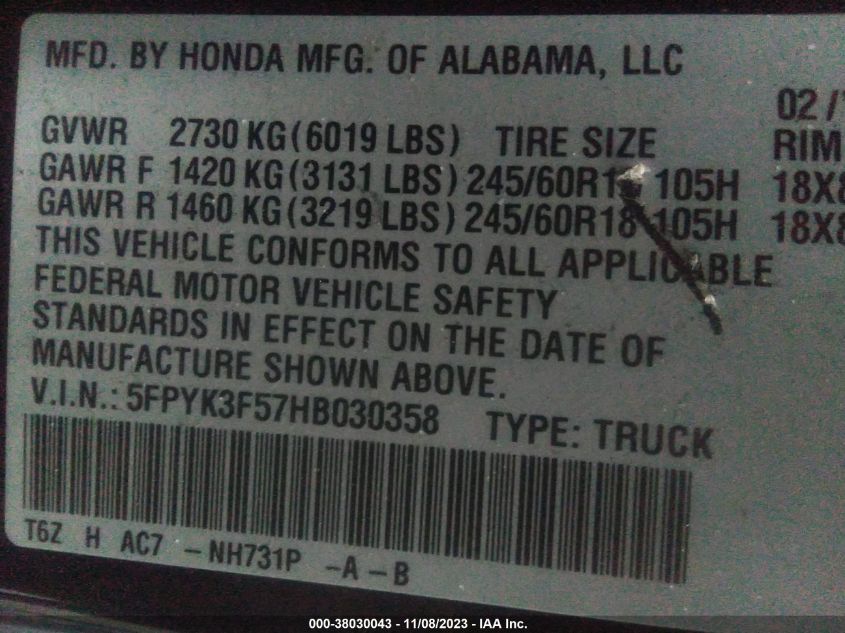 MFD. BY HONDA MFG. OF ALABAMA, LLC
02 /
GVWR 2730 KG (6019 LBS) TIRE SIZE RIM
GAWR F 1420 KG (3131 LBS) 245/60R1 105H 18X8
GAWR R 1460 KG (3219 LBS) 245/60R18 105H 18X8
THIS VEHICLE CONFORMS TO ALL APPLICABLE
FEDERAL MOTOR VEHICLE SAFETY
STANDARDS IN EFFECT ON THE DATE OF
MANUFACTURE SHOWN ABOVE.
V.I.N.: 5FPYK3F57HB030358 TYPE: TRUCK
T6Z H AC7 -NH731P -A-B
000-38030043 - 11/08/2023 - IAA Inc.